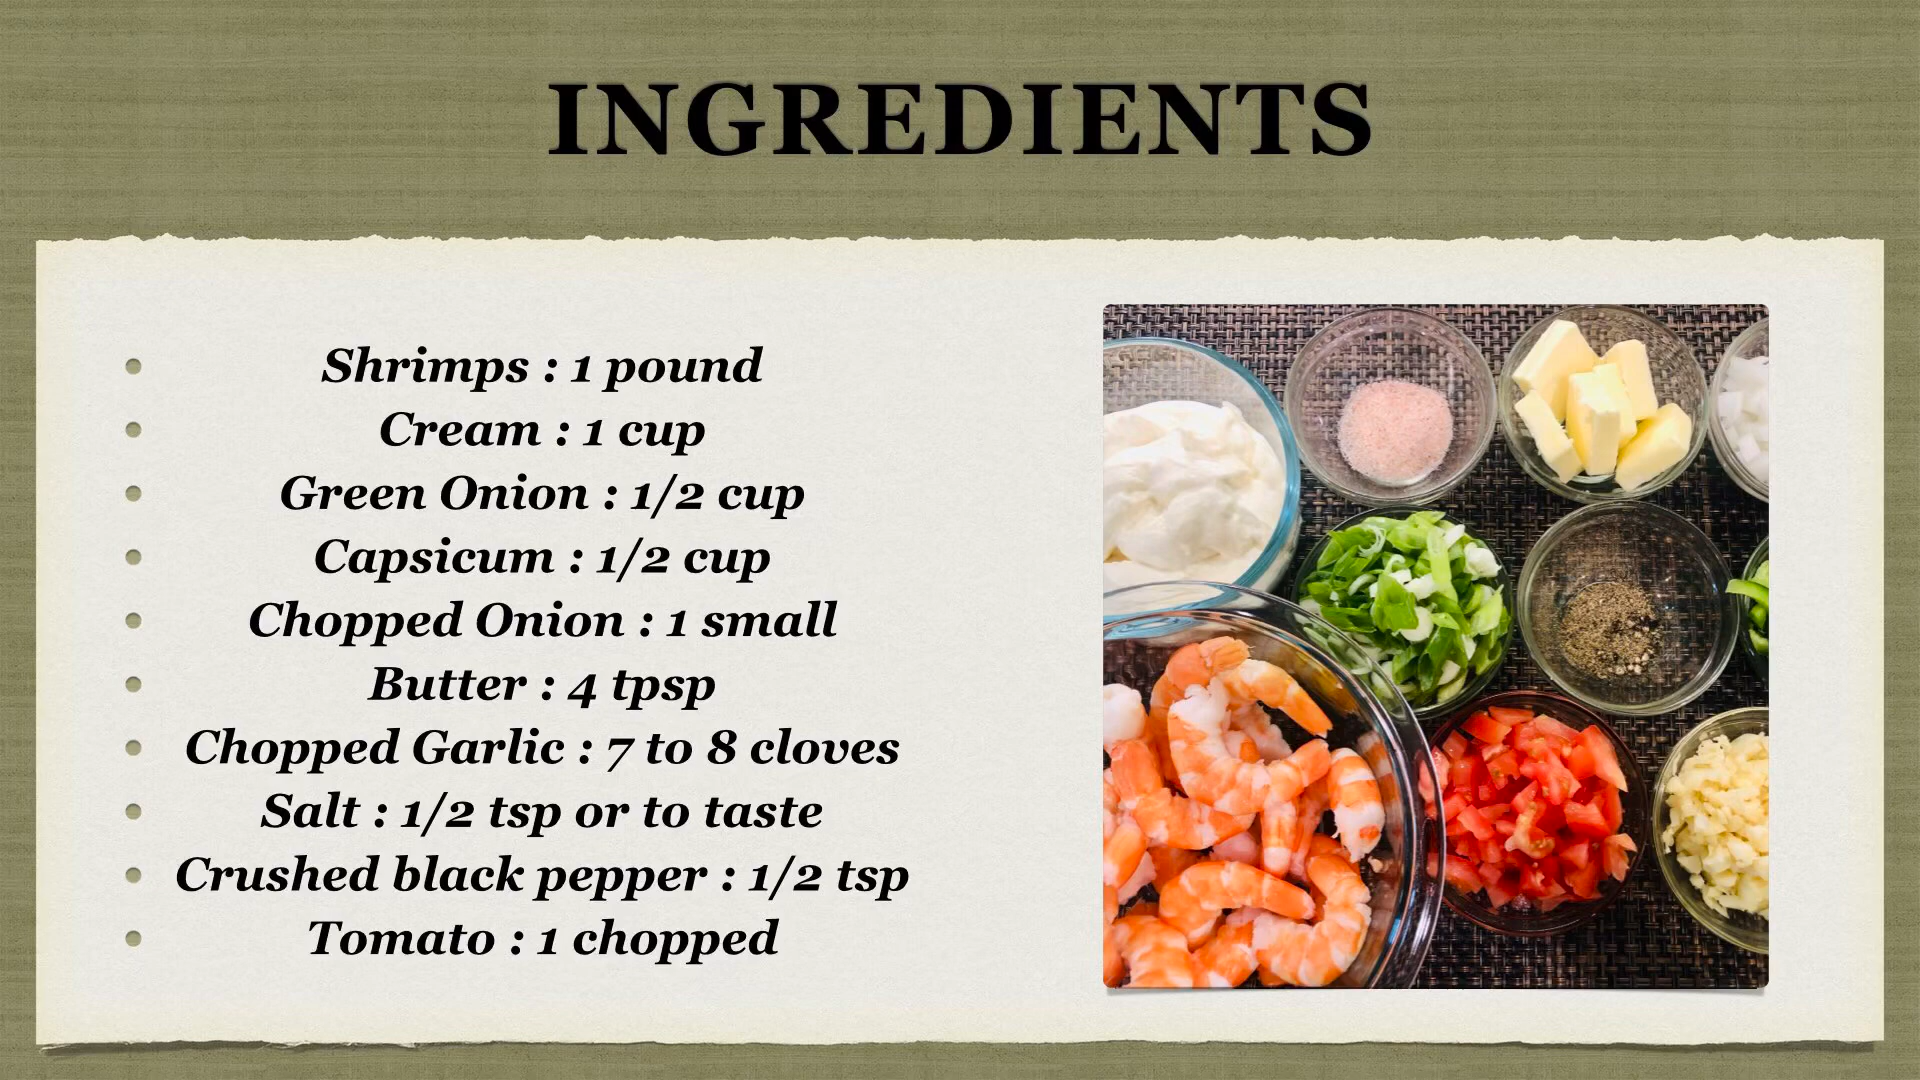 INGREDIENTS
Shrimps : 1 pound
Cream : 1 cup
Green Onion : 1/2 cup
Capsicum : 1/2 cup
Chopped Onion : 1 small
Butter : 4 tpsp
Chopped Garlic : 7 to 8 cloves
Salt : 1/2 tsp or to taste
Crushed black pepper : 1/2 tsp
Tomato : 1 chopped